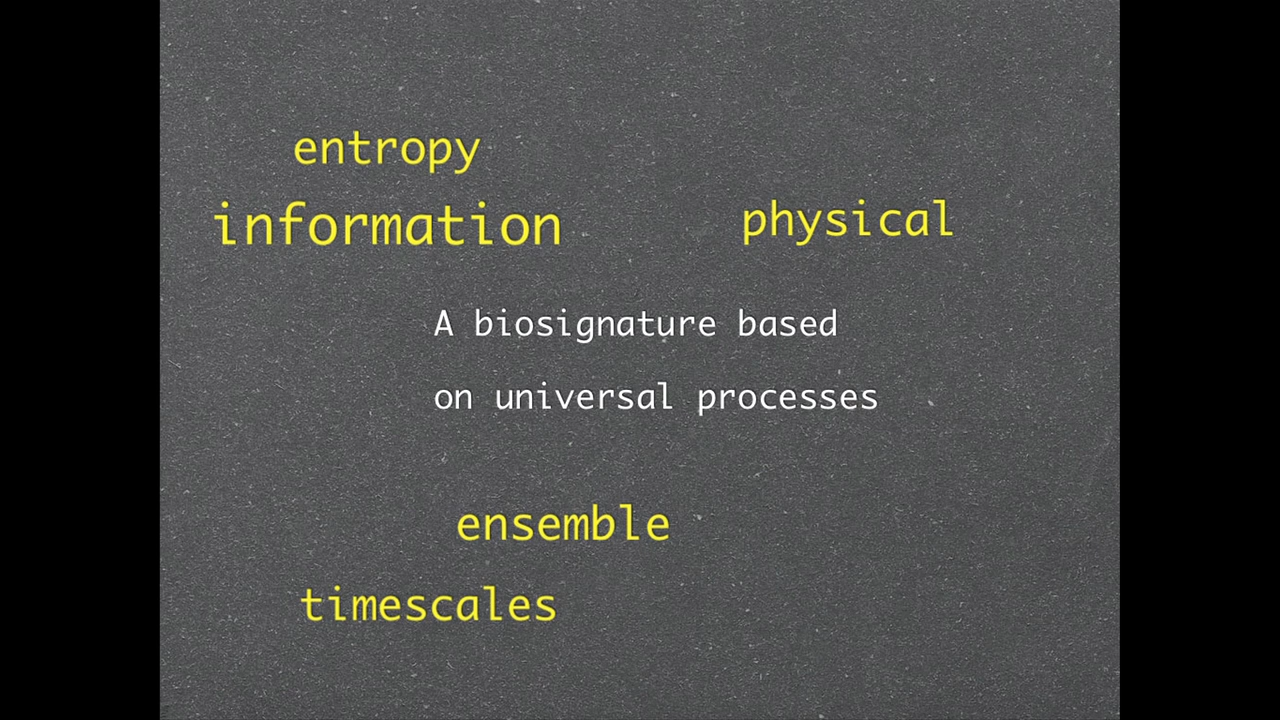 entropy
information
physical
A biosignature based
on universal processes
ensemble
timescales